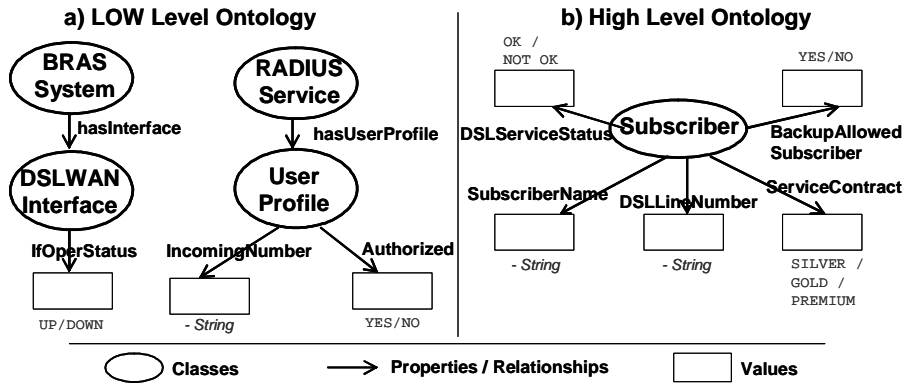 a) LOW Level Ontology
BRAS
System
hasInterface
DSLWAN
Interface
IfOperStatus
UP/DOWN
RADIUS
Service
hasUserProfile
User
Profile
IncomingNumber
- String
Authorized
YES/NO
b) High Level Ontology
OK /
NOT OK
YES/NO
DSLServiceStatus
Subscriber
BackupAllowed
Subscriber
SubscriberName
- String
DSLLineNumber
- String
ServiceContract
SILVER /
GOLD /
PREMIUM
Classes
Properties / Relationships
Values